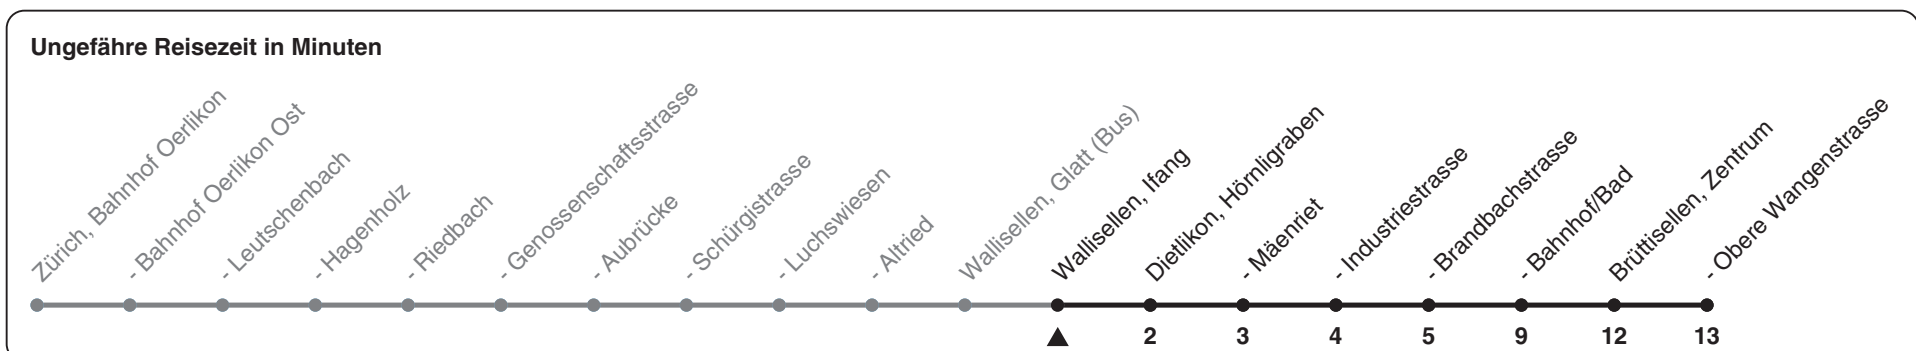 Ungefähre Reisezeit in Minuten
Zürich, Bahnhof Oerlikon
- Bahnhof Oerlikon Ost
- Leutschenbach
- Hagenholz
- Riedbach
- Genossenschaftsstrasse
- Aubrücke
- Schürgistrasse
- Luchswiesen
- Altried
Wallisellen, Glatt (Bus)
Wallisellen, Ifang
Dietlikon, Hörnligraben
- Mäenriet
- Industriestrasse
- Brandbachstrasse
- Bahnhof/Bad
Brüttisellen, Zentrum
- Obere Wangenstrasse
2 3 4 5 9 12 13